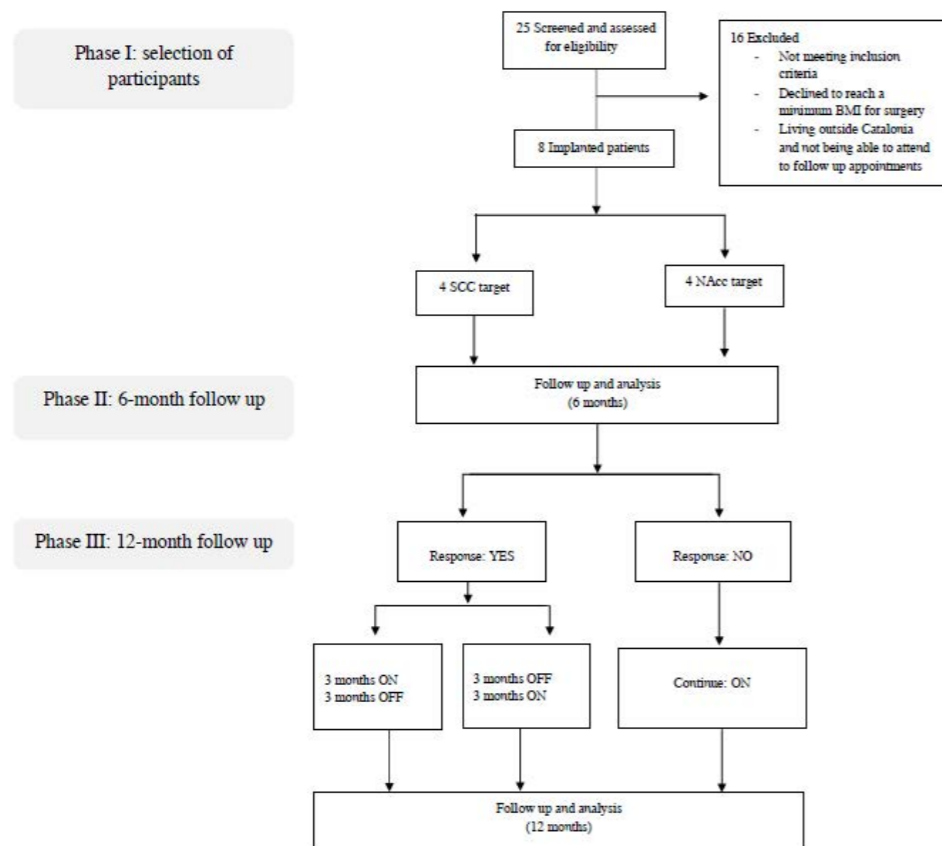 Phase I: selection of
participants
25 Screened and assessed
for eligibility
16 Excluded
- Not meeting inclusion
criteria
- Declined to reach a
minimum BMI for surgery
- Living outside Catalonia
and not being able to attend
to follow up appointments
8 Implanted patients
4 SCC target
4 NAcc target
Phase II: 6-month follow up
Follow up and analysis
(6 months)
Phase III: 12-month follow up
Response: YES
Response: NO
3 months ON
3 months OFF
3 months OFF
3 months ON
Continue: ON
Follow up and analysis
(12 months)